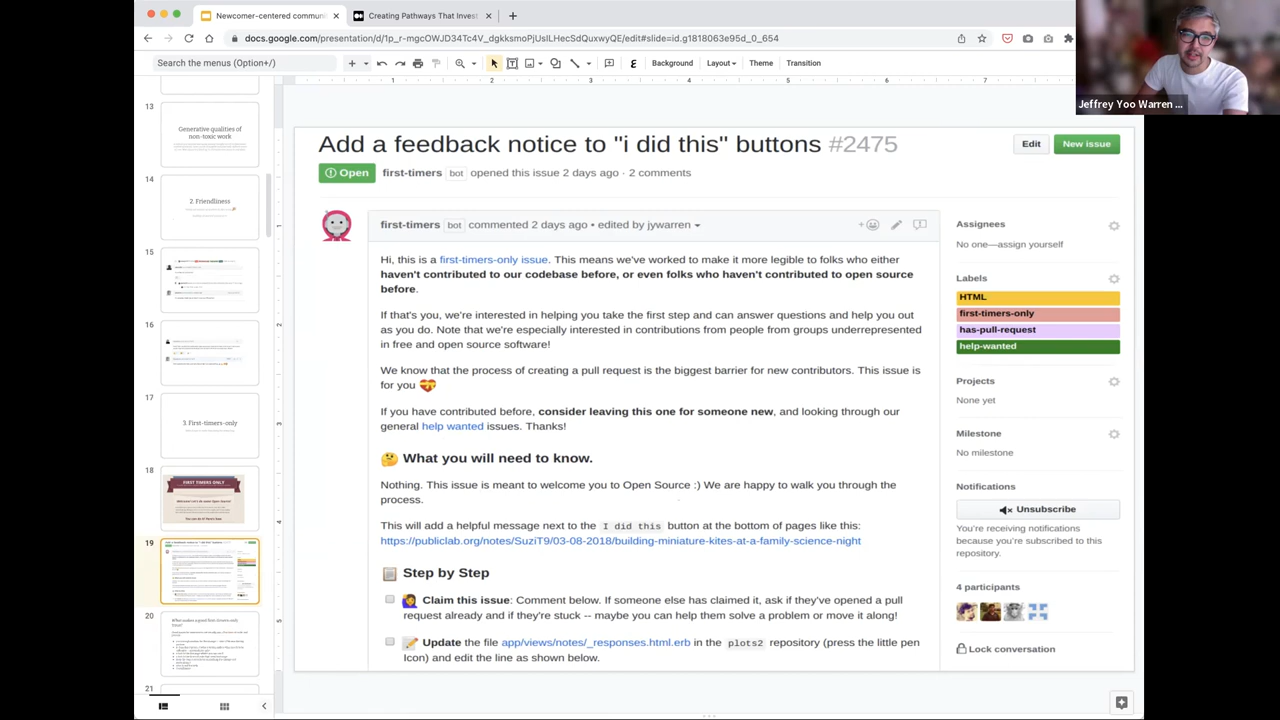 Newcomer-centered commun
Creating Pathways That Invest
docs.google.com/presentation/d/1p_r-mgcOWJD34Tc4V_dgkksmoPjUslLHecSdQuxwyQE/edit#slide=id.g1818063e95d_0_654
Jeffrey Yoo Warren ...
Search the menus (Option+/)
Background
Layout
Theme
Transition
1
2
3
4
5
6
7
13
Generative qualities of
non-toxic work
14
2. Friendliness
15
16
17
3. First-timers-only
18
FIRST TIMERS ONLY
19
20
21
Add a feedback notice to "i did this" buttons #2475
Edit
New issue
Open
first-timers bot opened this issue 2 days ago · 2 comments
first-timers bot commented 2 days ago • edited by jywarren
Hi, this is a first-timers-only issue. This means we've worked to make it more legible to folks who either
haven't contributed to our codebase before, or even folks who haven't contributed to open source
before.
If thats you, we're interested in helping you take the first step and can answer questions and help you out
as you do. Note that we're especially interested in contributions from people from groups underrepresented
in free and open source software!
We know that the process of creating a pull request is the biggest barrier for new contributors. This issue is
for you 💝
If you have contributed before, consider leaving this one for someone new, and looking through our
general help wanted issues. Thanks!
🤔 What you will need to know.
Nothing. This issue is meant to welcome you to Open Source :) We are happy to walk you through the
process.
This will add a helpful message next to the I did this button at the bottom of pages like this:
https://publiclab.org/notes/SuziT9/03-08-2018/building-miniature-kites-at-a-family-science-night
📋 Step by Step
🙋 Claim this issue: Comment below. If someone else has claimed it, ask if they've opened a pull
request already and if they're stuck -- maybe you can help them solve a problem or move it along!
📝 Update the file app/views/notes/_responses.html.erb in the plots2 repository (press the little pen
Icon) and edit the line as shown below.
Assignees
No one—assign yourself
Labels
HTML
first-timers-only
has-pull-request
help-wanted
Projects
None yet
Milestone
No milestone
Notifications
Unsubscribe
You're receiving notifications
because you're subscribed to this
repository.
4 participants
Lock conversation